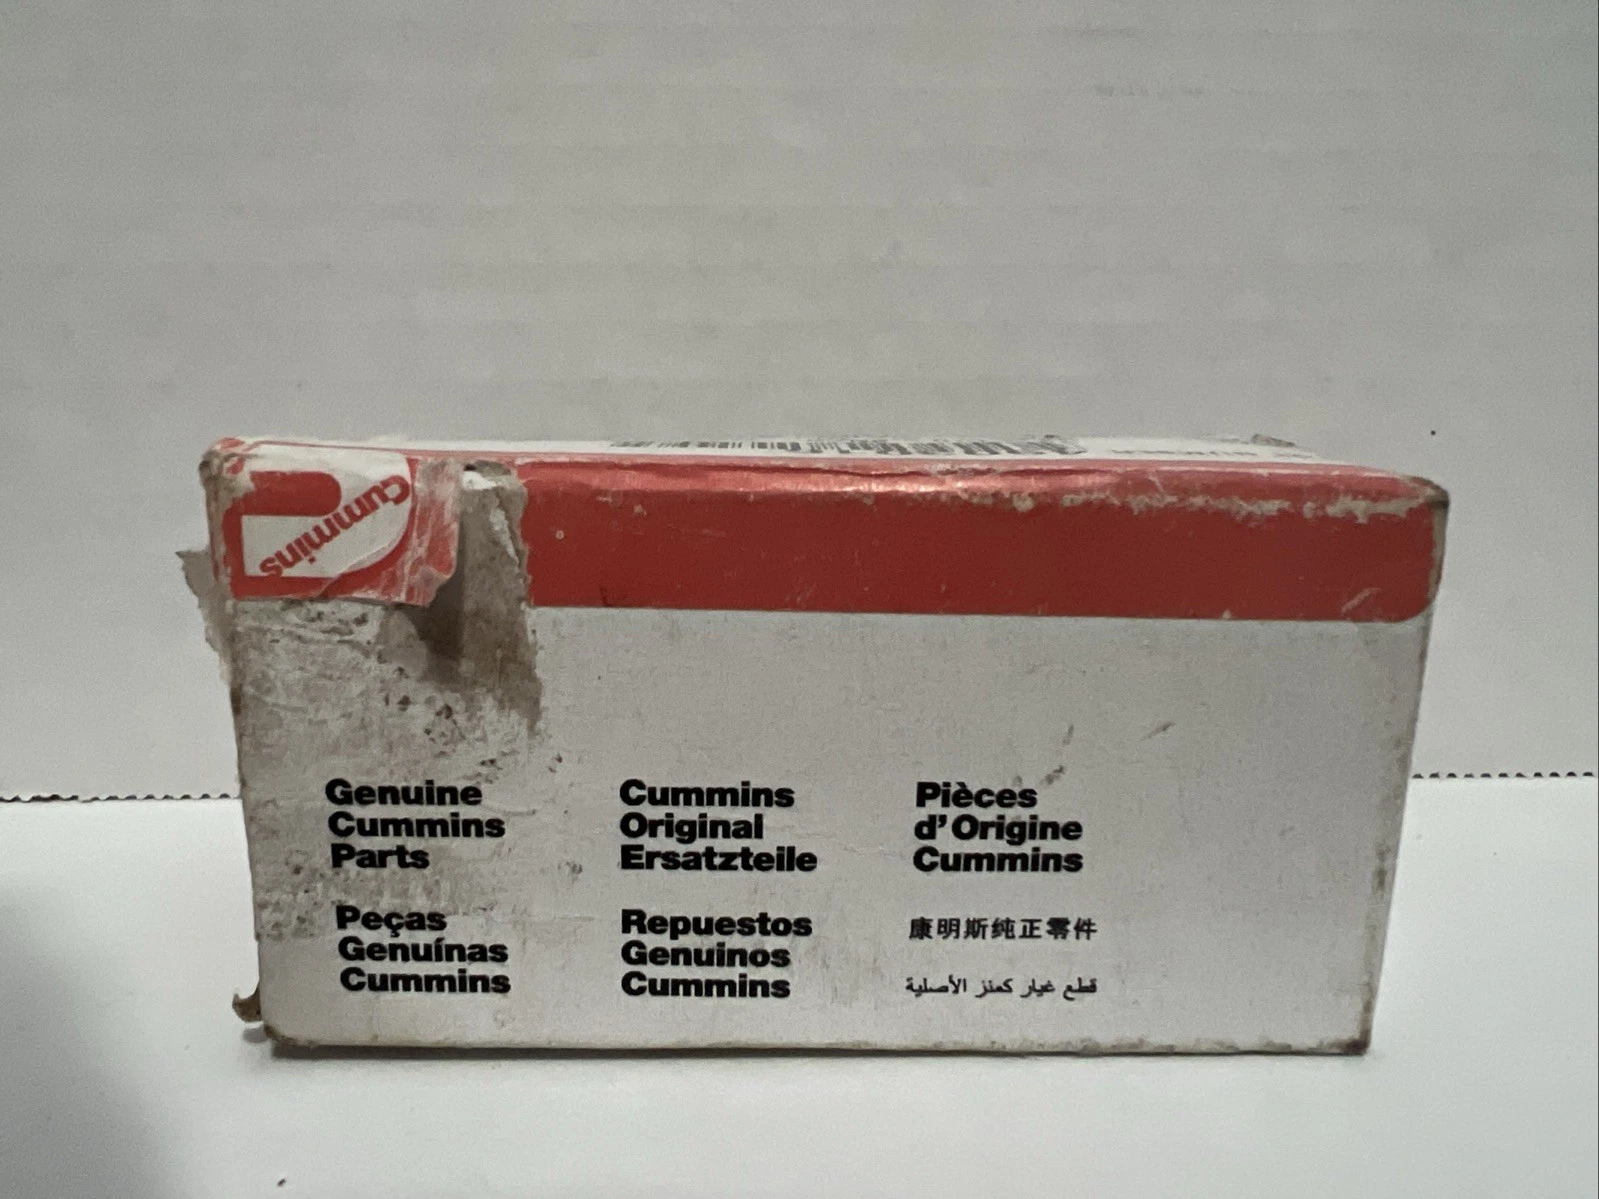 Cummins
Genuine
Cummins
Parts
Cummins
Original
Ersatzteile
Pièces
d'Origine
Cummins
Peças
Genuínas
Cummins
Repuestos
Genuinos
Cummins
康明斯纯正零件
قطع غيار كمنز الأصلية